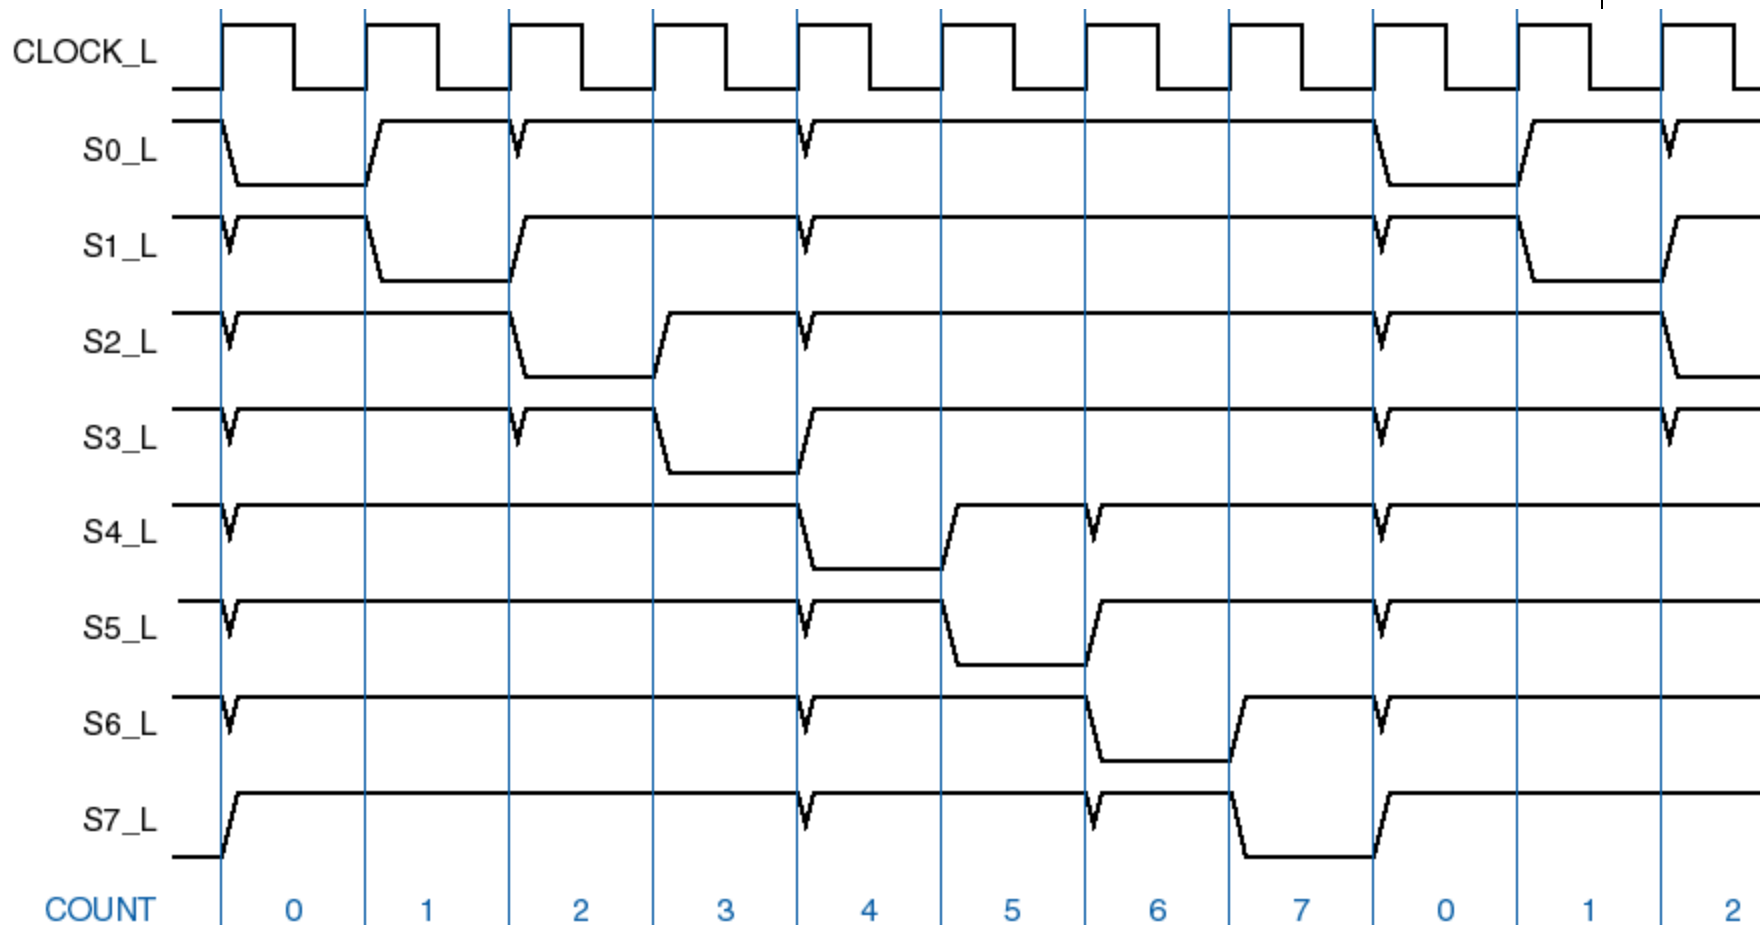 CLOCK_L
S0_L
S1_L
S2_L
S3_L
S4_L
S5_L
S6_L
S7_L
COUNT 0 1 2 3 4 5 6 7 0 1 2